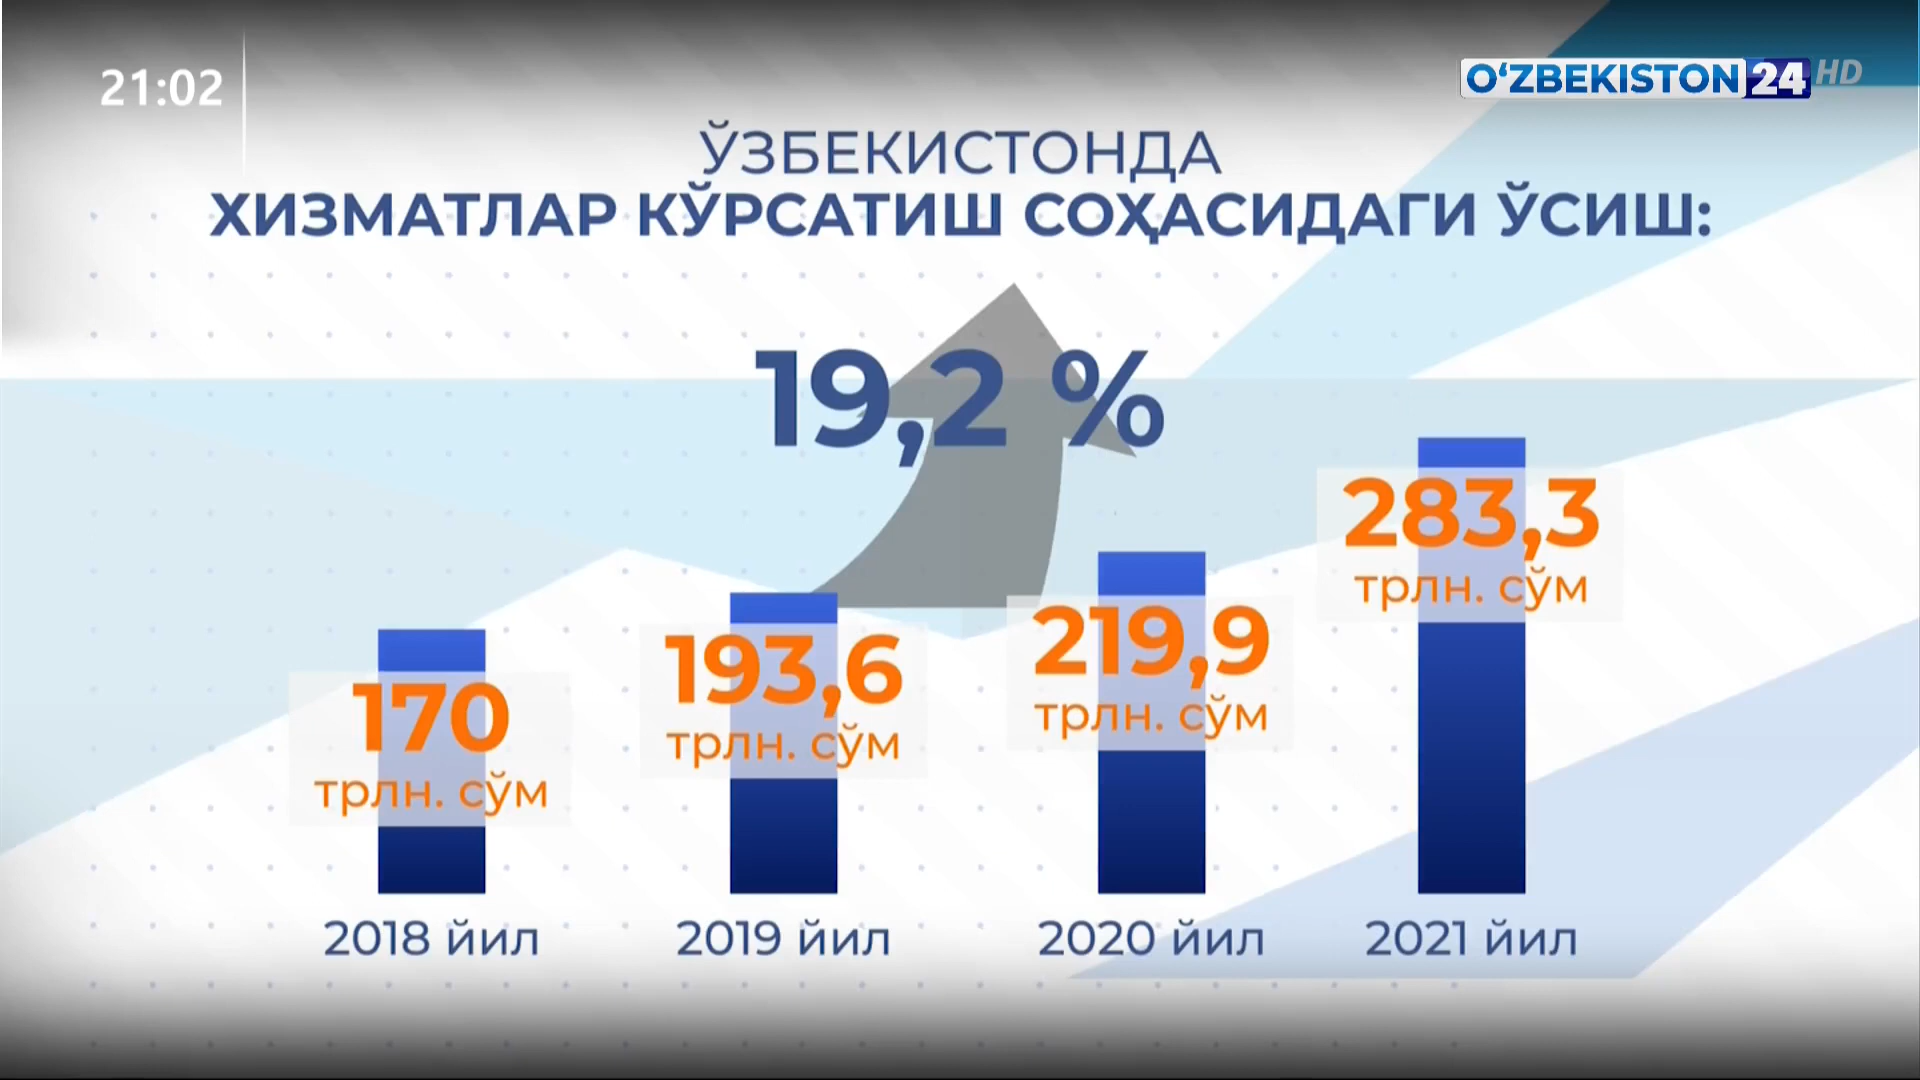 21:02
O‘ZBEKISTON 24 HD
ЎЗБЕКИСТОНДА
ХИЗМАТЛАР КЎРСАТИШ СОҲАСИДАГИ ЎСИШ:
19,2 %
283,3
трлн. сўм
219,9
трлн. сўм
193,6
трлн. сўм
170
трлн. сўм
2018 йил 2019 йил 2020 йил 2021 йил